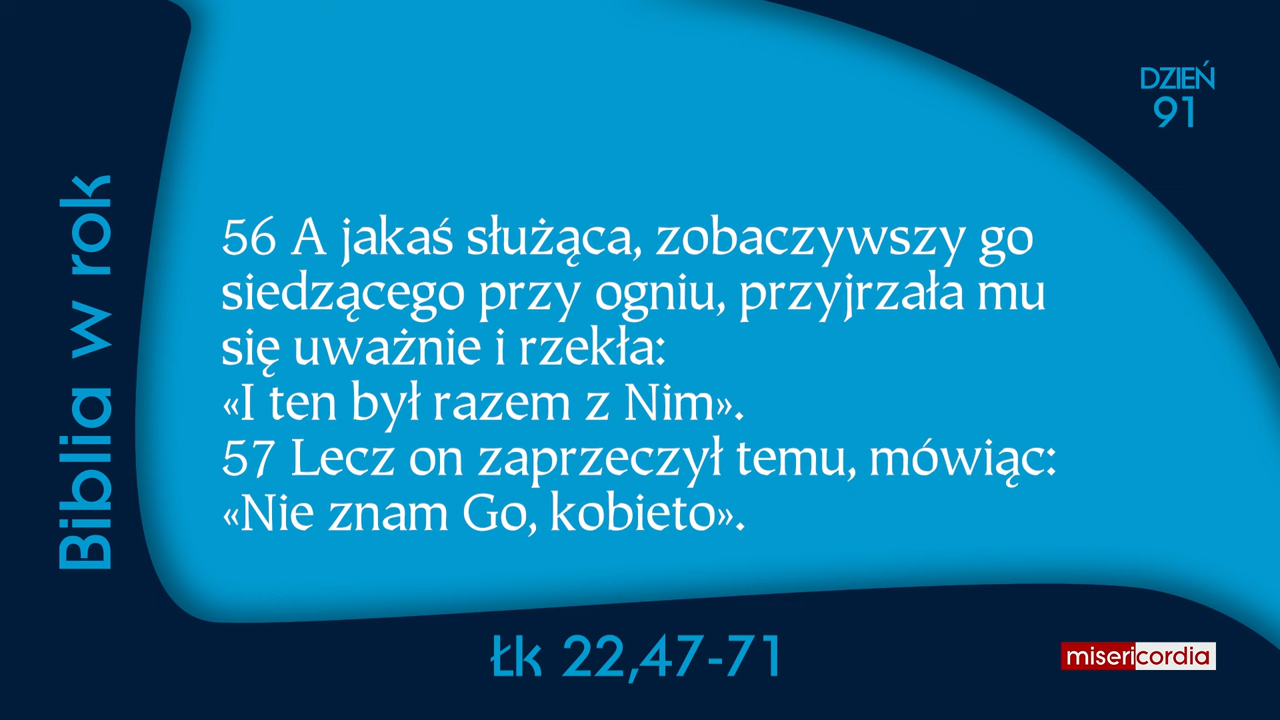 DZIEŃ
91
Biblia w rok
56 A jakaś służąca, zobaczywszy go
siedzącego przy ogniu, przyjrzała mu
się uważnie i rzekła:
«I ten był razem z Nim».
57 Lecz on zaprzeczył temu, mówiąc:
«Nie znam Go, kobieto».
Łk 22,47-71
misericordia